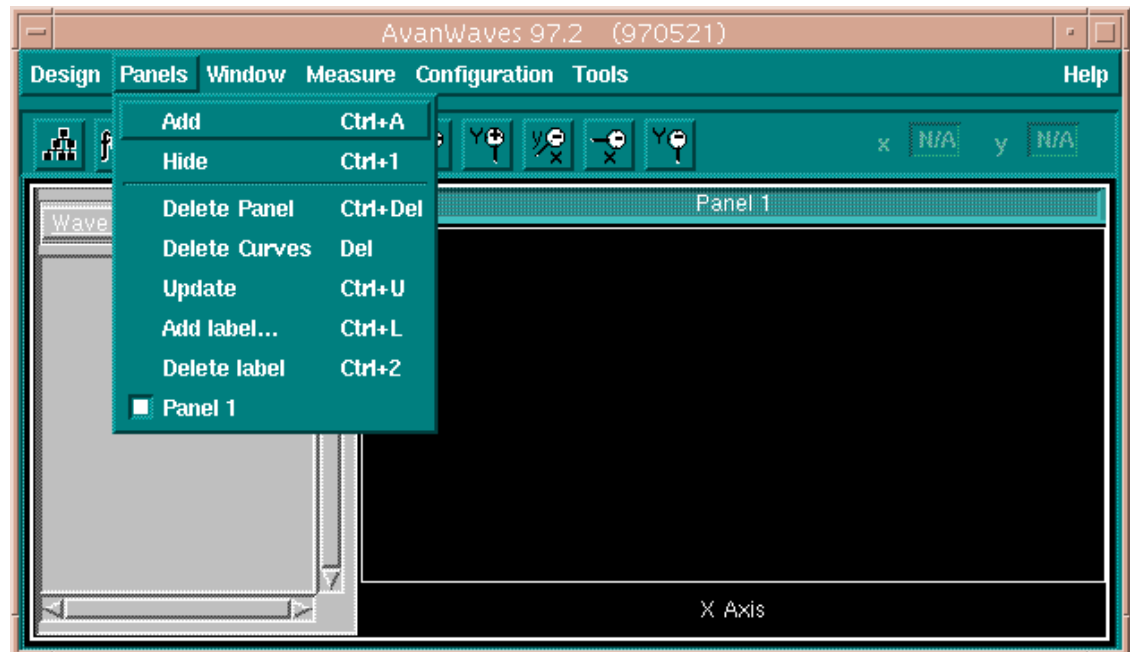 AvanWaves 97.2 (970521)
Design Panels Window Measure Configuration Tools Help
Add Ctrl+A
Hide Ctrl+1
Delete Panel Ctrl+Del
Delete Curves Del
Update Ctrl+U
Add label... Ctrl+L
Delete label Ctrl+2
Panel 1
x N/A y N/A
Wave
Panel 1
X Axis